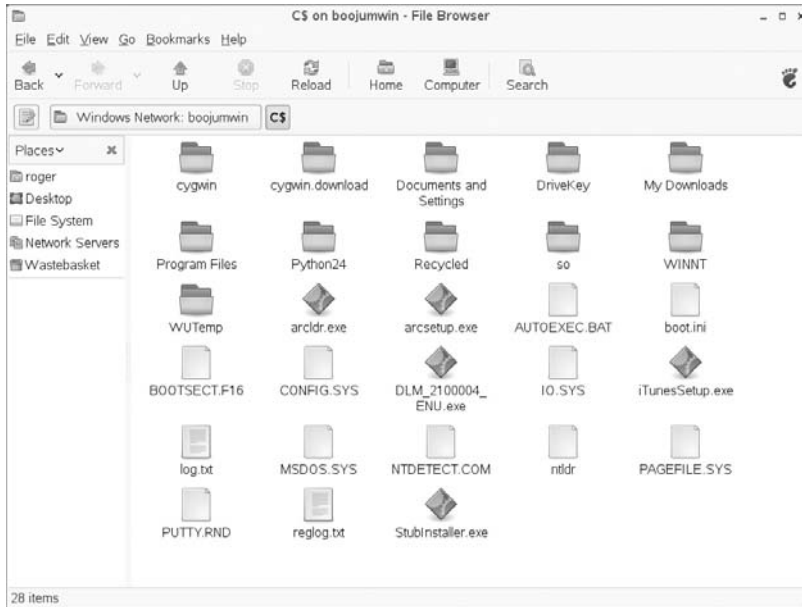 C$ on boojumwin - File Browser
File Edit View Go Bookmarks Help
Back Forward Up Stop Reload Home Computer Search
Windows Network: boojumwin C$
Places
roger
Desktop
File System
Network Servers
Wastebasket
cygwin cygwin.download Documents and Settings DriveKey My Downloads
Program Files Python24 Recycled so WINNT
WUTemp arcldr.exe arcsetup.exe AUTOEXEC.BAT boot.ini
BOOTSECT.F16 CONFIG.SYS DLM_2100004_ENU.exe IO.SYS iTunesSetup.exe
log.txt MSDOS.SYS NTDETECT.COM ntldr PAGEFILE.SYS
PUTTY.RND reglog.txt StubInstaller.exe
28 items